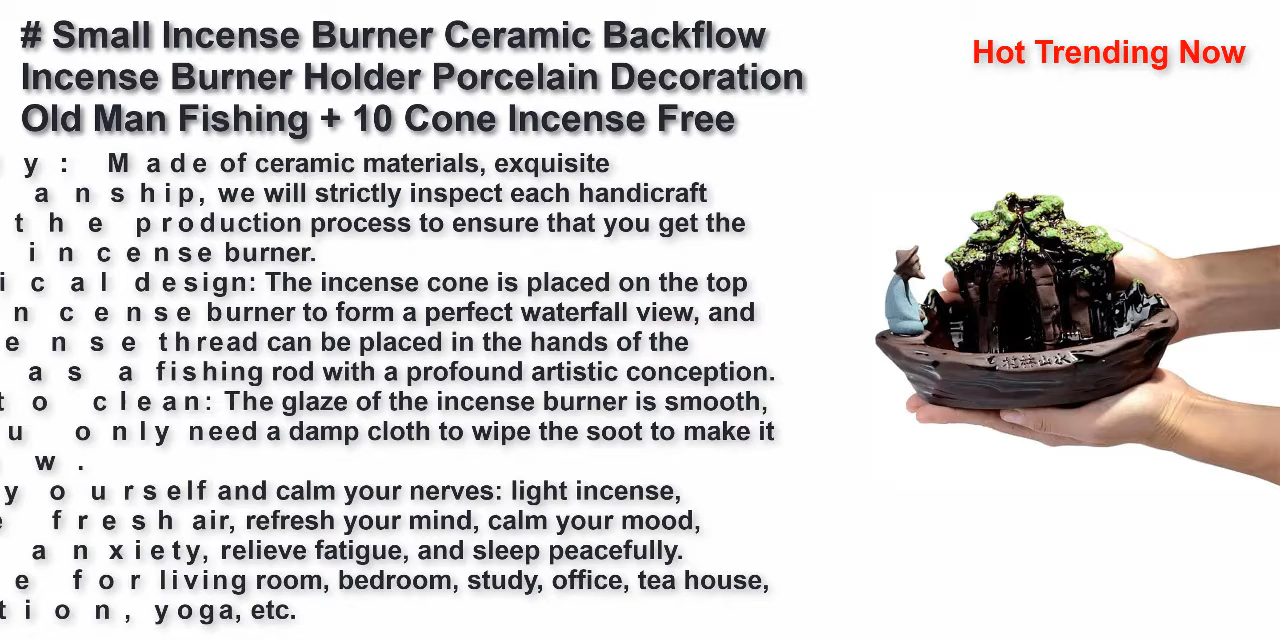 # Small Incense Burner Ceramic Backflow
Incense Burner Holder Porcelain Decoration
Old Man Fishing + 10 Cone Incense Free
Hot Trending Now
y: Made of ceramic materials, exquisite
anship, we will strictly inspect each handicraft
the production process to ensure that you get the
incense burner.
ical design: The incense cone is placed on the top
ncense burner to form a perfect waterfall view, and
ense thread can be placed in the hands of the
as a fishing rod with a profound artistic conception.
to clean: The glaze of the incense burner is smooth,
u only need a damp cloth to wipe the soot to make it
w.
yourself and calm your nerves: light incense,
e fresh air, refresh your mind, calm your mood,
anxiety, relieve fatigue, and sleep peacefully.
e for living room, bedroom, study, office, tea house,
tion, yoga, etc.